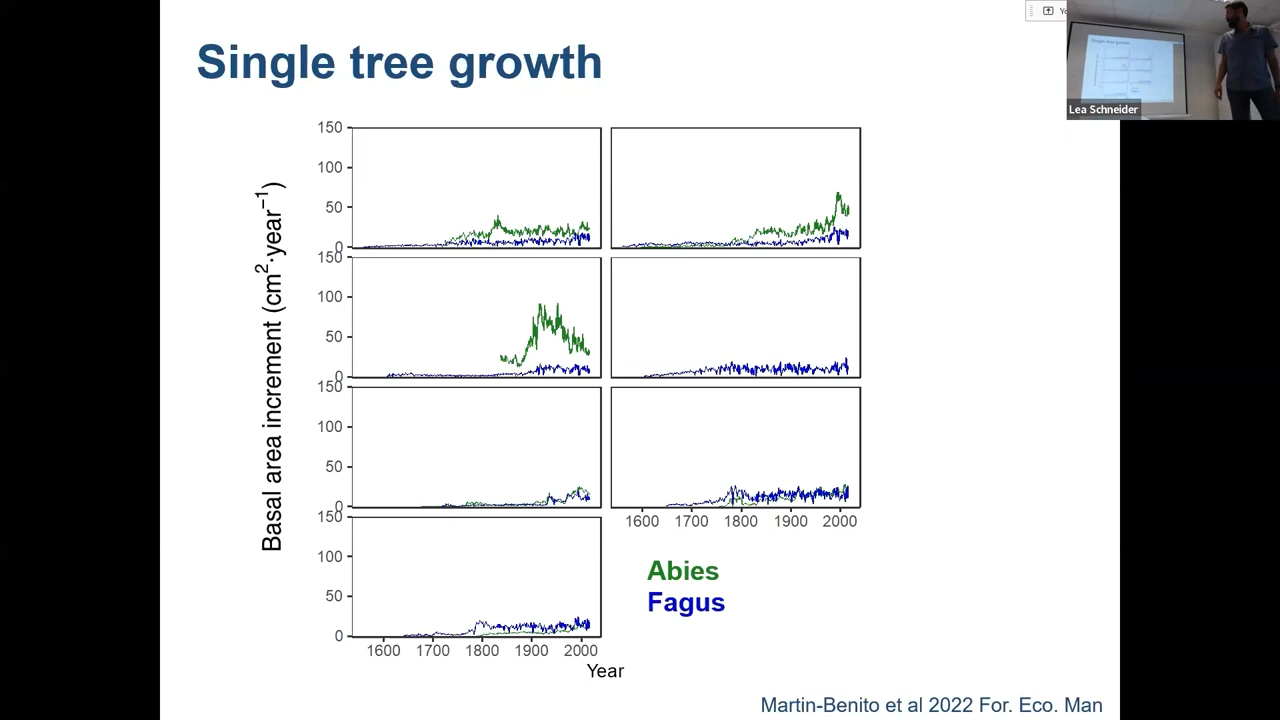 Single tree growth
Lea Schneider
Basal area increment (cm²·year⁻¹)
150
100
50
0
150
100
50
0
150
100
50
0
150
100
50
0
1600 1700 1800 1900 2000
1600 1700 1800 1900 2000
Year
Abies
Fagus
Martin-Benito et al 2022 For. Eco. Man